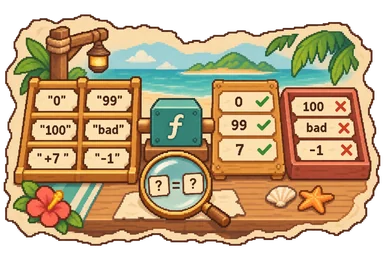 "0" "99"
"100" "bad"
"+7 " "-1"
f
? = ?
0 ✓
99 ✓
7 ✓
100 ✗
bad ✗
-1 ✗